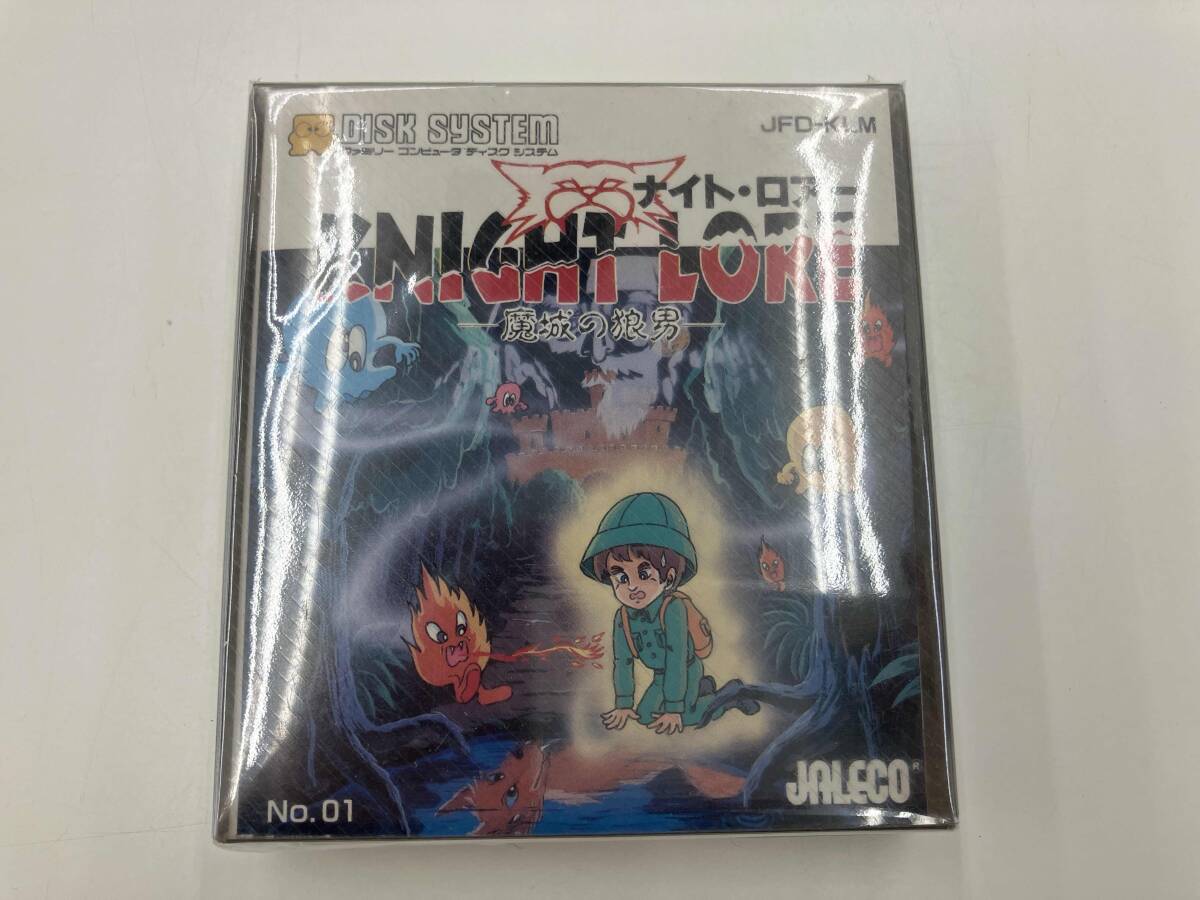 DISK SYSTEM
ファミリー コンピュータ ディスク システム
JFD-KLM
ナイト・ロアー
KNIGHT LORE
魔城の狼男
JALECO®
No.01